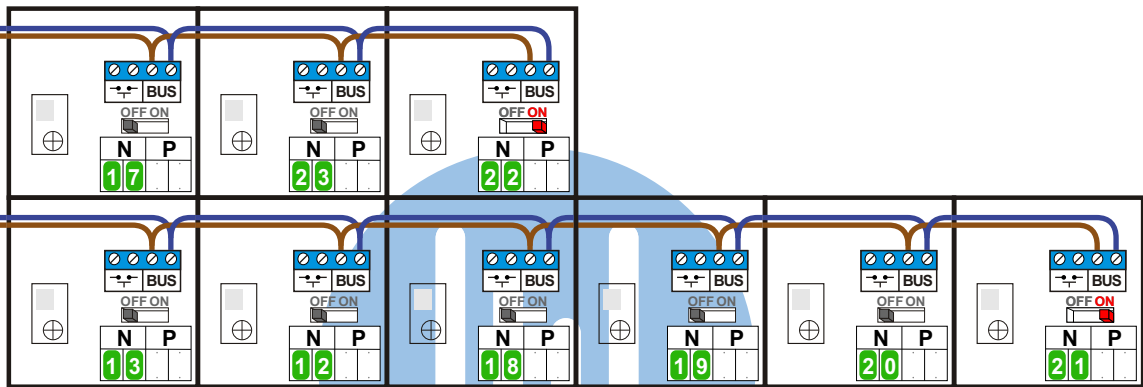 BUS BUS BUS
OFF ON OFF ON OFF ON
N P N P N P
17 23 22
BUS BUS BUS BUS BUS BUS
OFF ON OFF ON OFF ON OFF ON OFF ON OFF ON
N P N P N P N P N P N P
13 12 18 19 20 21